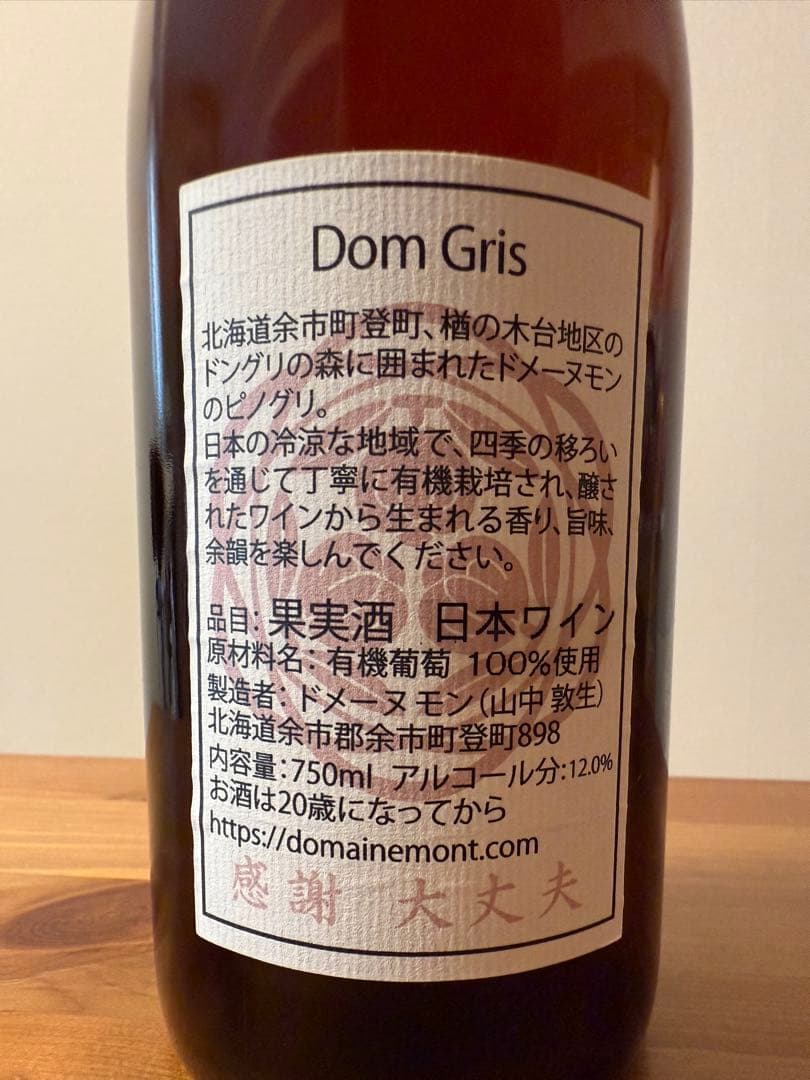 Dom Gris
北海道余市町登町、楢の木台地区の
ドングリの森に囲まれたドメーヌモン
のピノグリ。
日本の冷涼な地域で、四季の移ろい
を通じて丁寧に有機栽培され、醸さ
れたワインから生まれる香り、旨味、
余韻を楽しんでください。
品目：果実酒　日本ワイン
原材料名：有機葡萄 100%使用
製造者：ドメーヌ モン（山中 敦生）
北海道余市郡余市町登町898
内容量：750ml アルコール分：12.0%
お酒は20歳になってから
https://domainemont.com
感謝 大丈夫